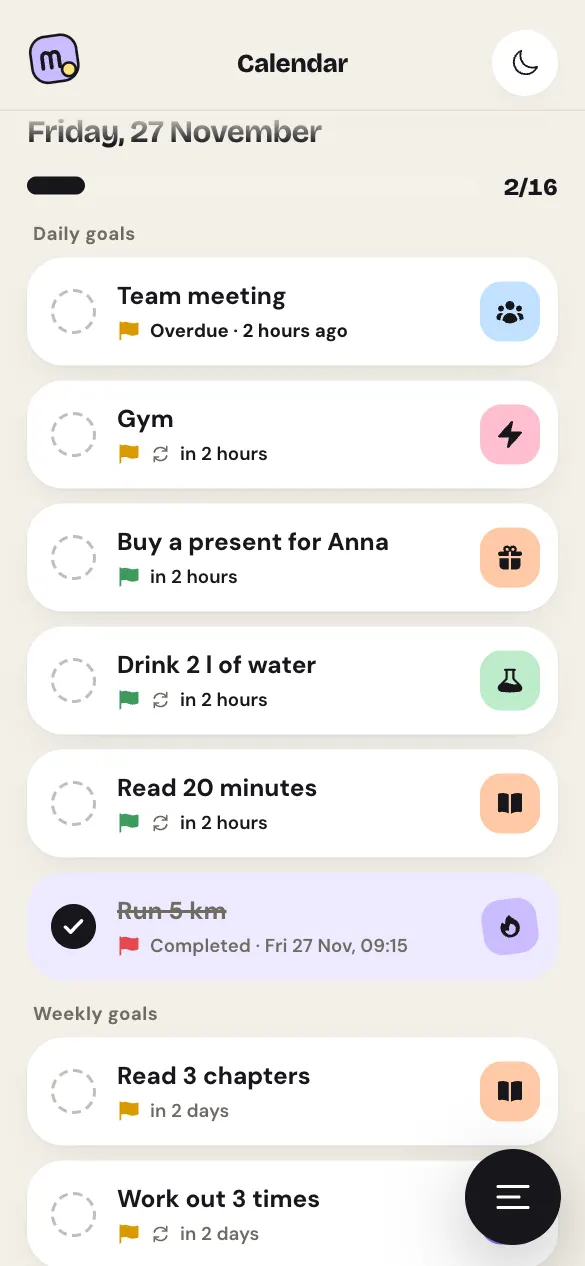 m
Calendar
Friday, 27 November
2/16
Daily goals
Team meeting
Overdue · 2 hours ago
Gym
in 2 hours
Buy a present for Anna
in 2 hours
Drink 2 l of water
in 2 hours
Read 20 minutes
in 2 hours
Run 5 km
Completed · Fri 27 Nov, 09:15
Weekly goals
Read 3 chapters
in 2 days
Work out 3 times
in 2 days